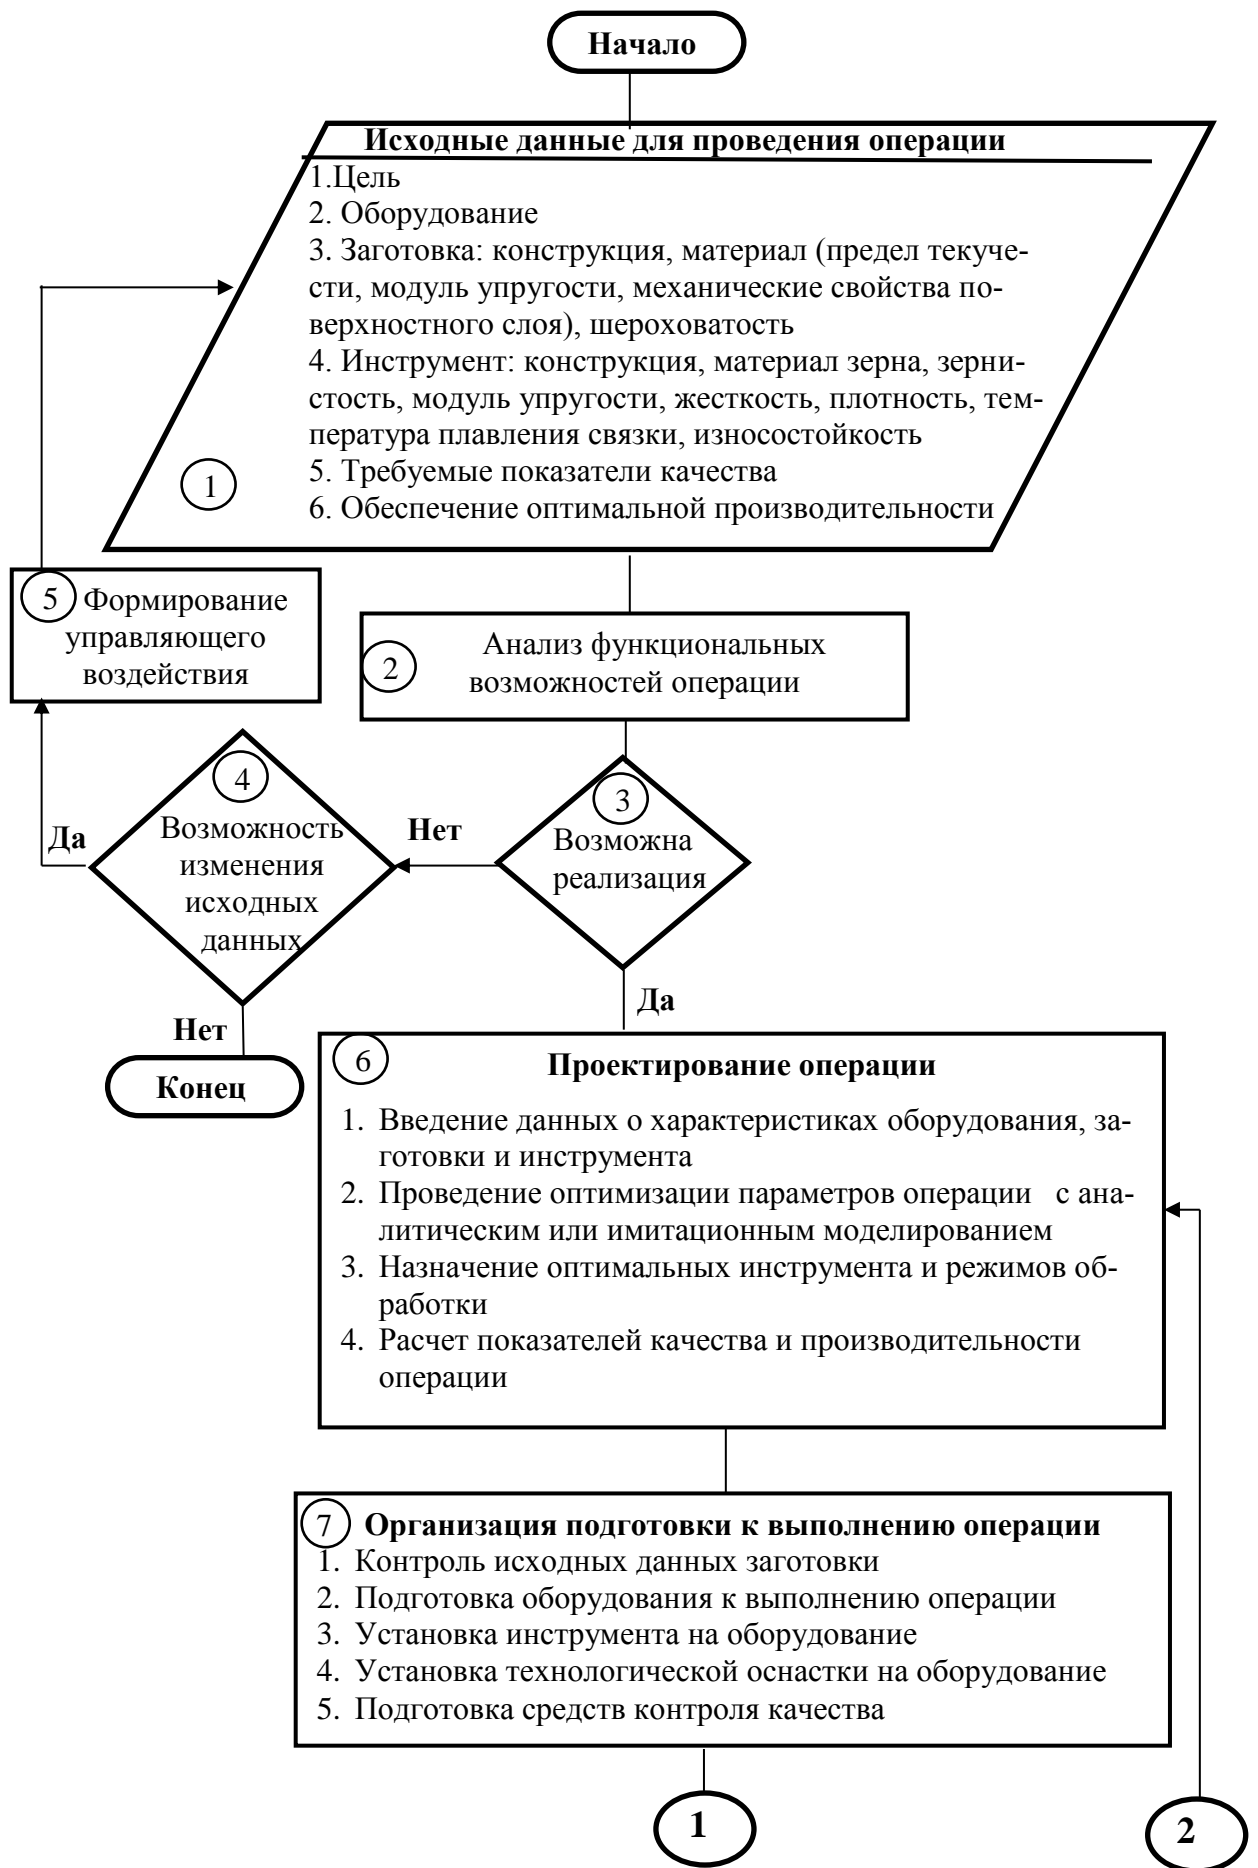 Начало
Исходные данные для проведения операции
1.Цель
2. Оборудование
3. Заготовка: конструкция, материал (предел текуче-
сти, модуль упругости, механические свойства по-
верхностного слоя), шероховатость
4. Инструмент: конструкция, материал зерна, зерни-
стость, модуль упругости, жесткость, плотность, тем-
пература плавления связки, износостойкость
5. Требуемые показатели качества
6. Обеспечение оптимальной производительности
1
5 Формирование
управляющего
воздействия
2
Анализ функциональных
возможностей операции
3
Возможна
реализация
Нет
4
Возможность
изменения
исходных
данных
Да
Нет
Конец
Да
6
Проектирование операции
1. Введение данных о характеристиках оборудования, за-
готовки и инструмента
2. Проведение оптимизации параметров операции с ана-
литическим или имитационным моделированием
3. Назначение оптимальных инструмента и режимов об-
работки
4. Расчет показателей качества и производительности
операции
7 Организация подготовки к выполнению операции
1. Контроль исходных данных заготовки
2. Подготовка оборудования к выполнению операции
3. Установка инструмента на оборудование
4. Установка технологической оснастки на оборудование
5. Подготовка средств контроля качества
1
2